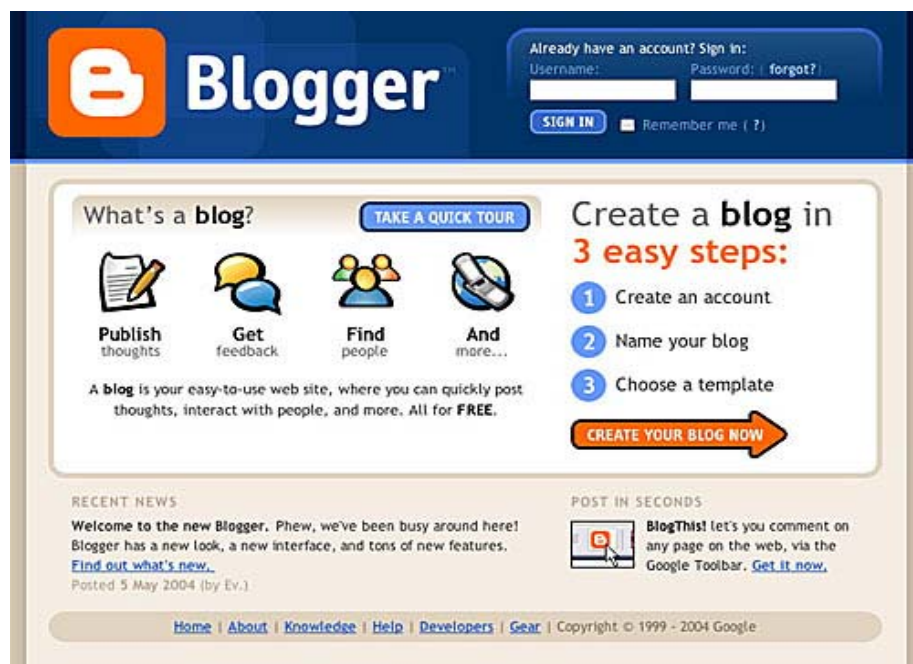 Blogger™
Already have an account? Sign in:
Username:
Password: ( forgot? )
SIGN IN
Remember me ( ? )
What's a blog?
TAKE A QUICK TOUR
Publish
thoughts
Get
feedback
Find
people
And
more...
A blog is your easy-to-use web site, where you can quickly post
thoughts, interact with people, and more. All for FREE.
Create a blog in
3 easy steps:
1 Create an account
2 Name your blog
3 Choose a template
CREATE YOUR BLOG NOW
RECENT NEWS
Welcome to the new Blogger. Phew, we've been busy around here!
Blogger has a new look, a new interface, and tons of new features.
Find out what's new.
Posted 5 May 2004 (by Ev.)
POST IN SECONDS
BlogThis! let's you comment on
any page on the web, via the
Google Toolbar. Get it now.
Home | About | Knowledge | Help | Developers | Gear | Copyright © 1999 - 2004 Google